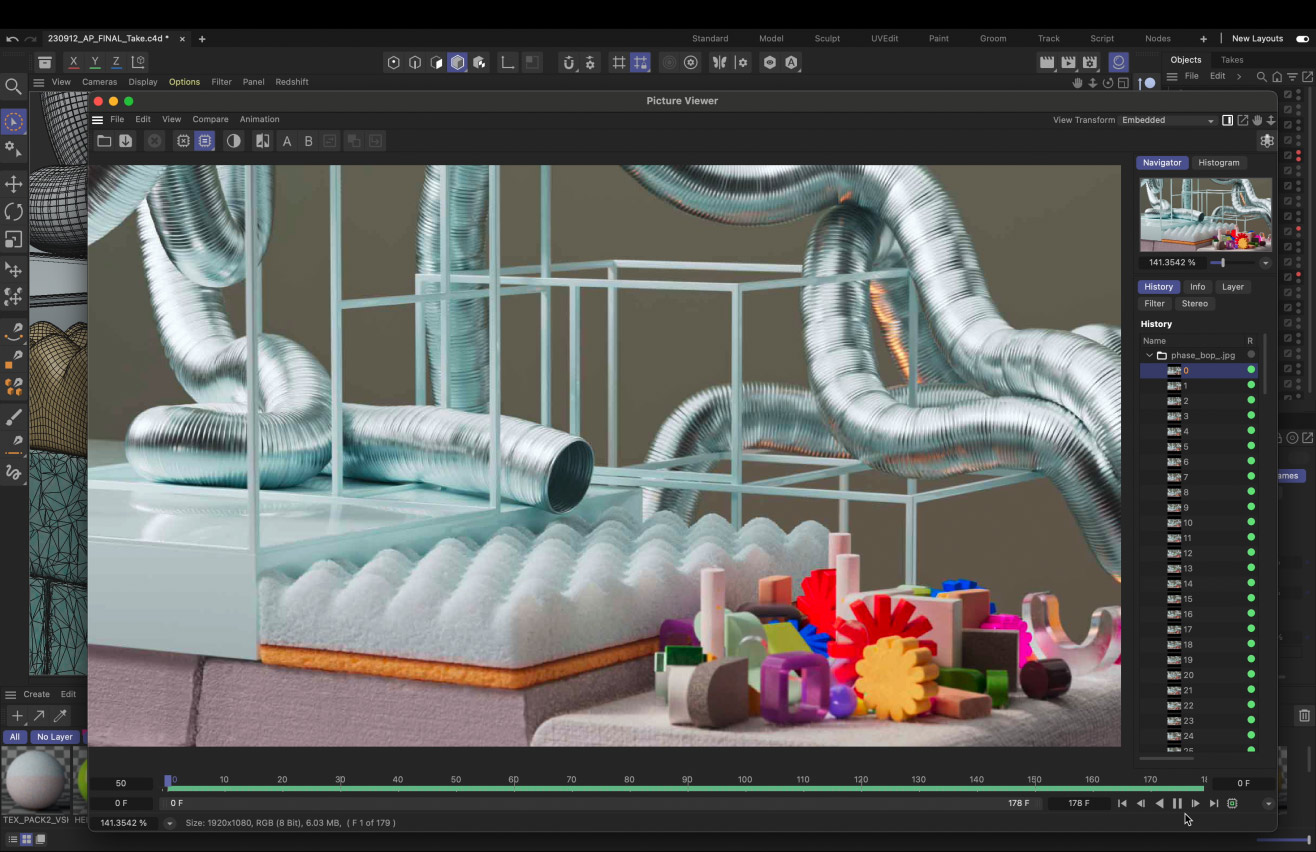 230912_AP_FINAL_Take.c4d *
Standard Model Sculpt UVEdit Paint Groom Track Script Nodes New Layouts
X Y Z
Objects Takes
View Cameras Display Options Filter Panel Redshift
File Edit
Picture Viewer
File Edit View Compare Animation
View Transform Embedded
A B
Navigator Histogram
141.3542 %
History Info Layer
Filter Stereo
History
Name R
phase_bop_.jpg
0
1
2
3
4
5
6
7
8
9
10
11
12
13
14
15
16
17
18
19
20
21
22
23
24
25
Create Edit
All No Layer
TEX_PACK2_VSI
50 0 10 20 30 40 50 60 70 80 90 100 110 120 130 140 150 160 170 0 F
0 F 0 F 178 F 178 F
141.3542 % Size: 1920x1080, RGB (8 Bit), 6.03 MB, ( F 1 of 179 )